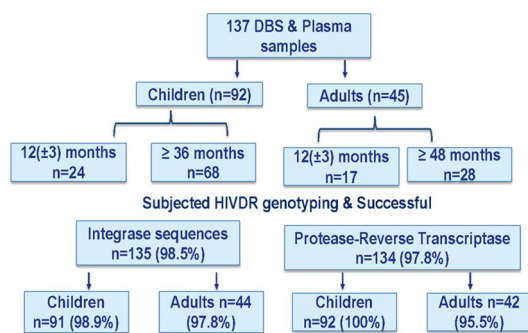 137 DBS & Plasma
samples
Children (n=92)
Adults (n=45)
12(±3) months
n=24
≥ 36 months
n=68
12(±3) months
n=17
≥ 48 months
n=28
Subjected HIVDR genotyping & Successful
Integrase sequences
n=135 (98.5%)
Protease-Reverse Transcriptase
n=134 (97.8%)
Children
n=91 (98.9%)
Adults n=44
(97.8%)
Children
n=92 (100%)
Adults n=42
(95.5%)